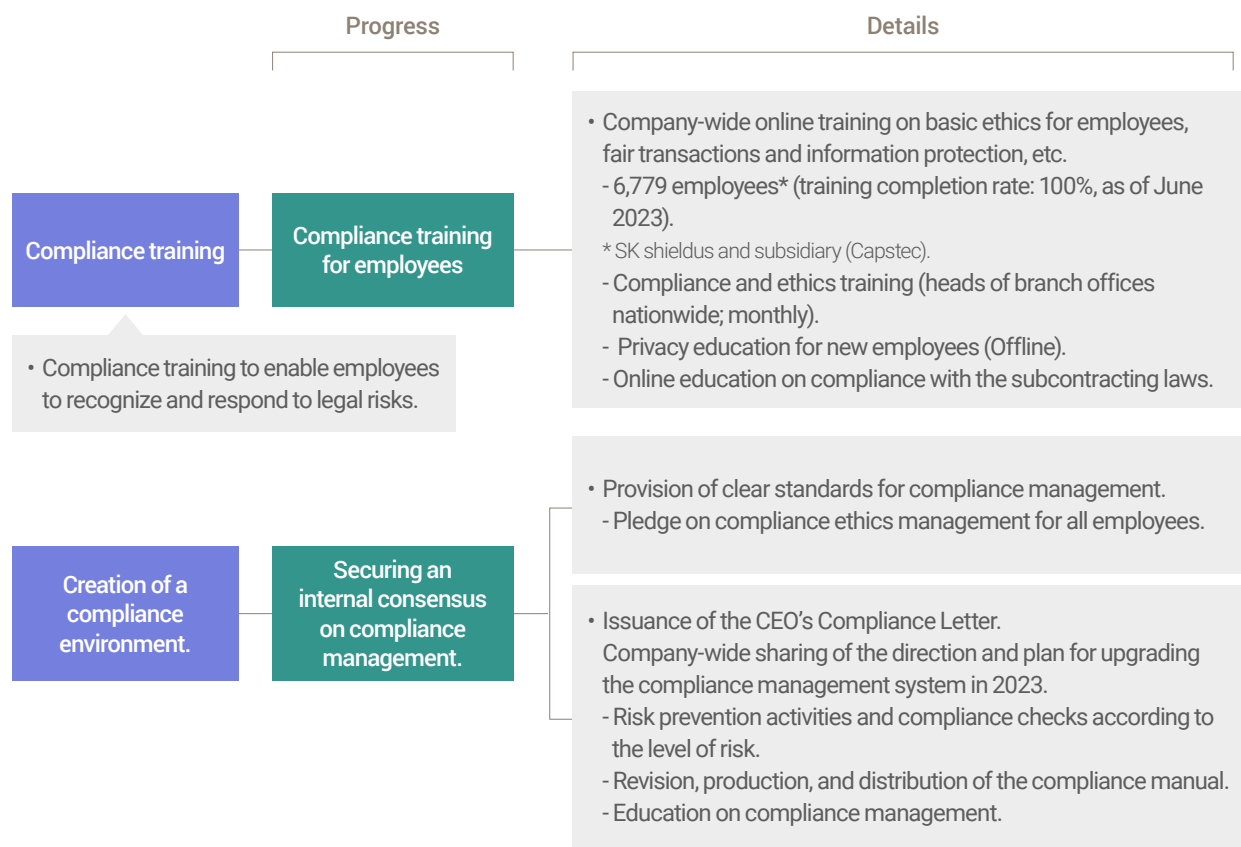 Progress
Details
Compliance training
Compliance training
for employees
• Company-wide online training on basic ethics for employees,
fair transactions and information protection, etc.
- 6,779 employees* (training completion rate: 100%, as of June
2023).
* SK shieldus and subsidiary (Capstec).
- Compliance and ethics training (heads of branch offices
nationwide; monthly).
- Privacy education for new employees (Offline).
- Online education on compliance with the subcontracting laws.
• Compliance training to enable employees
to recognize and respond to legal risks.
Creation of a
compliance
environment.
Securing an
internal consensus
on compliance
management.
• Provision of clear standards for compliance management.
- Pledge on compliance ethics management for all employees.
• Issuance of the CEO’s Compliance Letter.
Company-wide sharing of the direction and plan for upgrading
the compliance management system in 2023.
- Risk prevention activities and compliance checks according to
the level of risk.
- Revision, production, and distribution of the compliance manual.
- Education on compliance management.